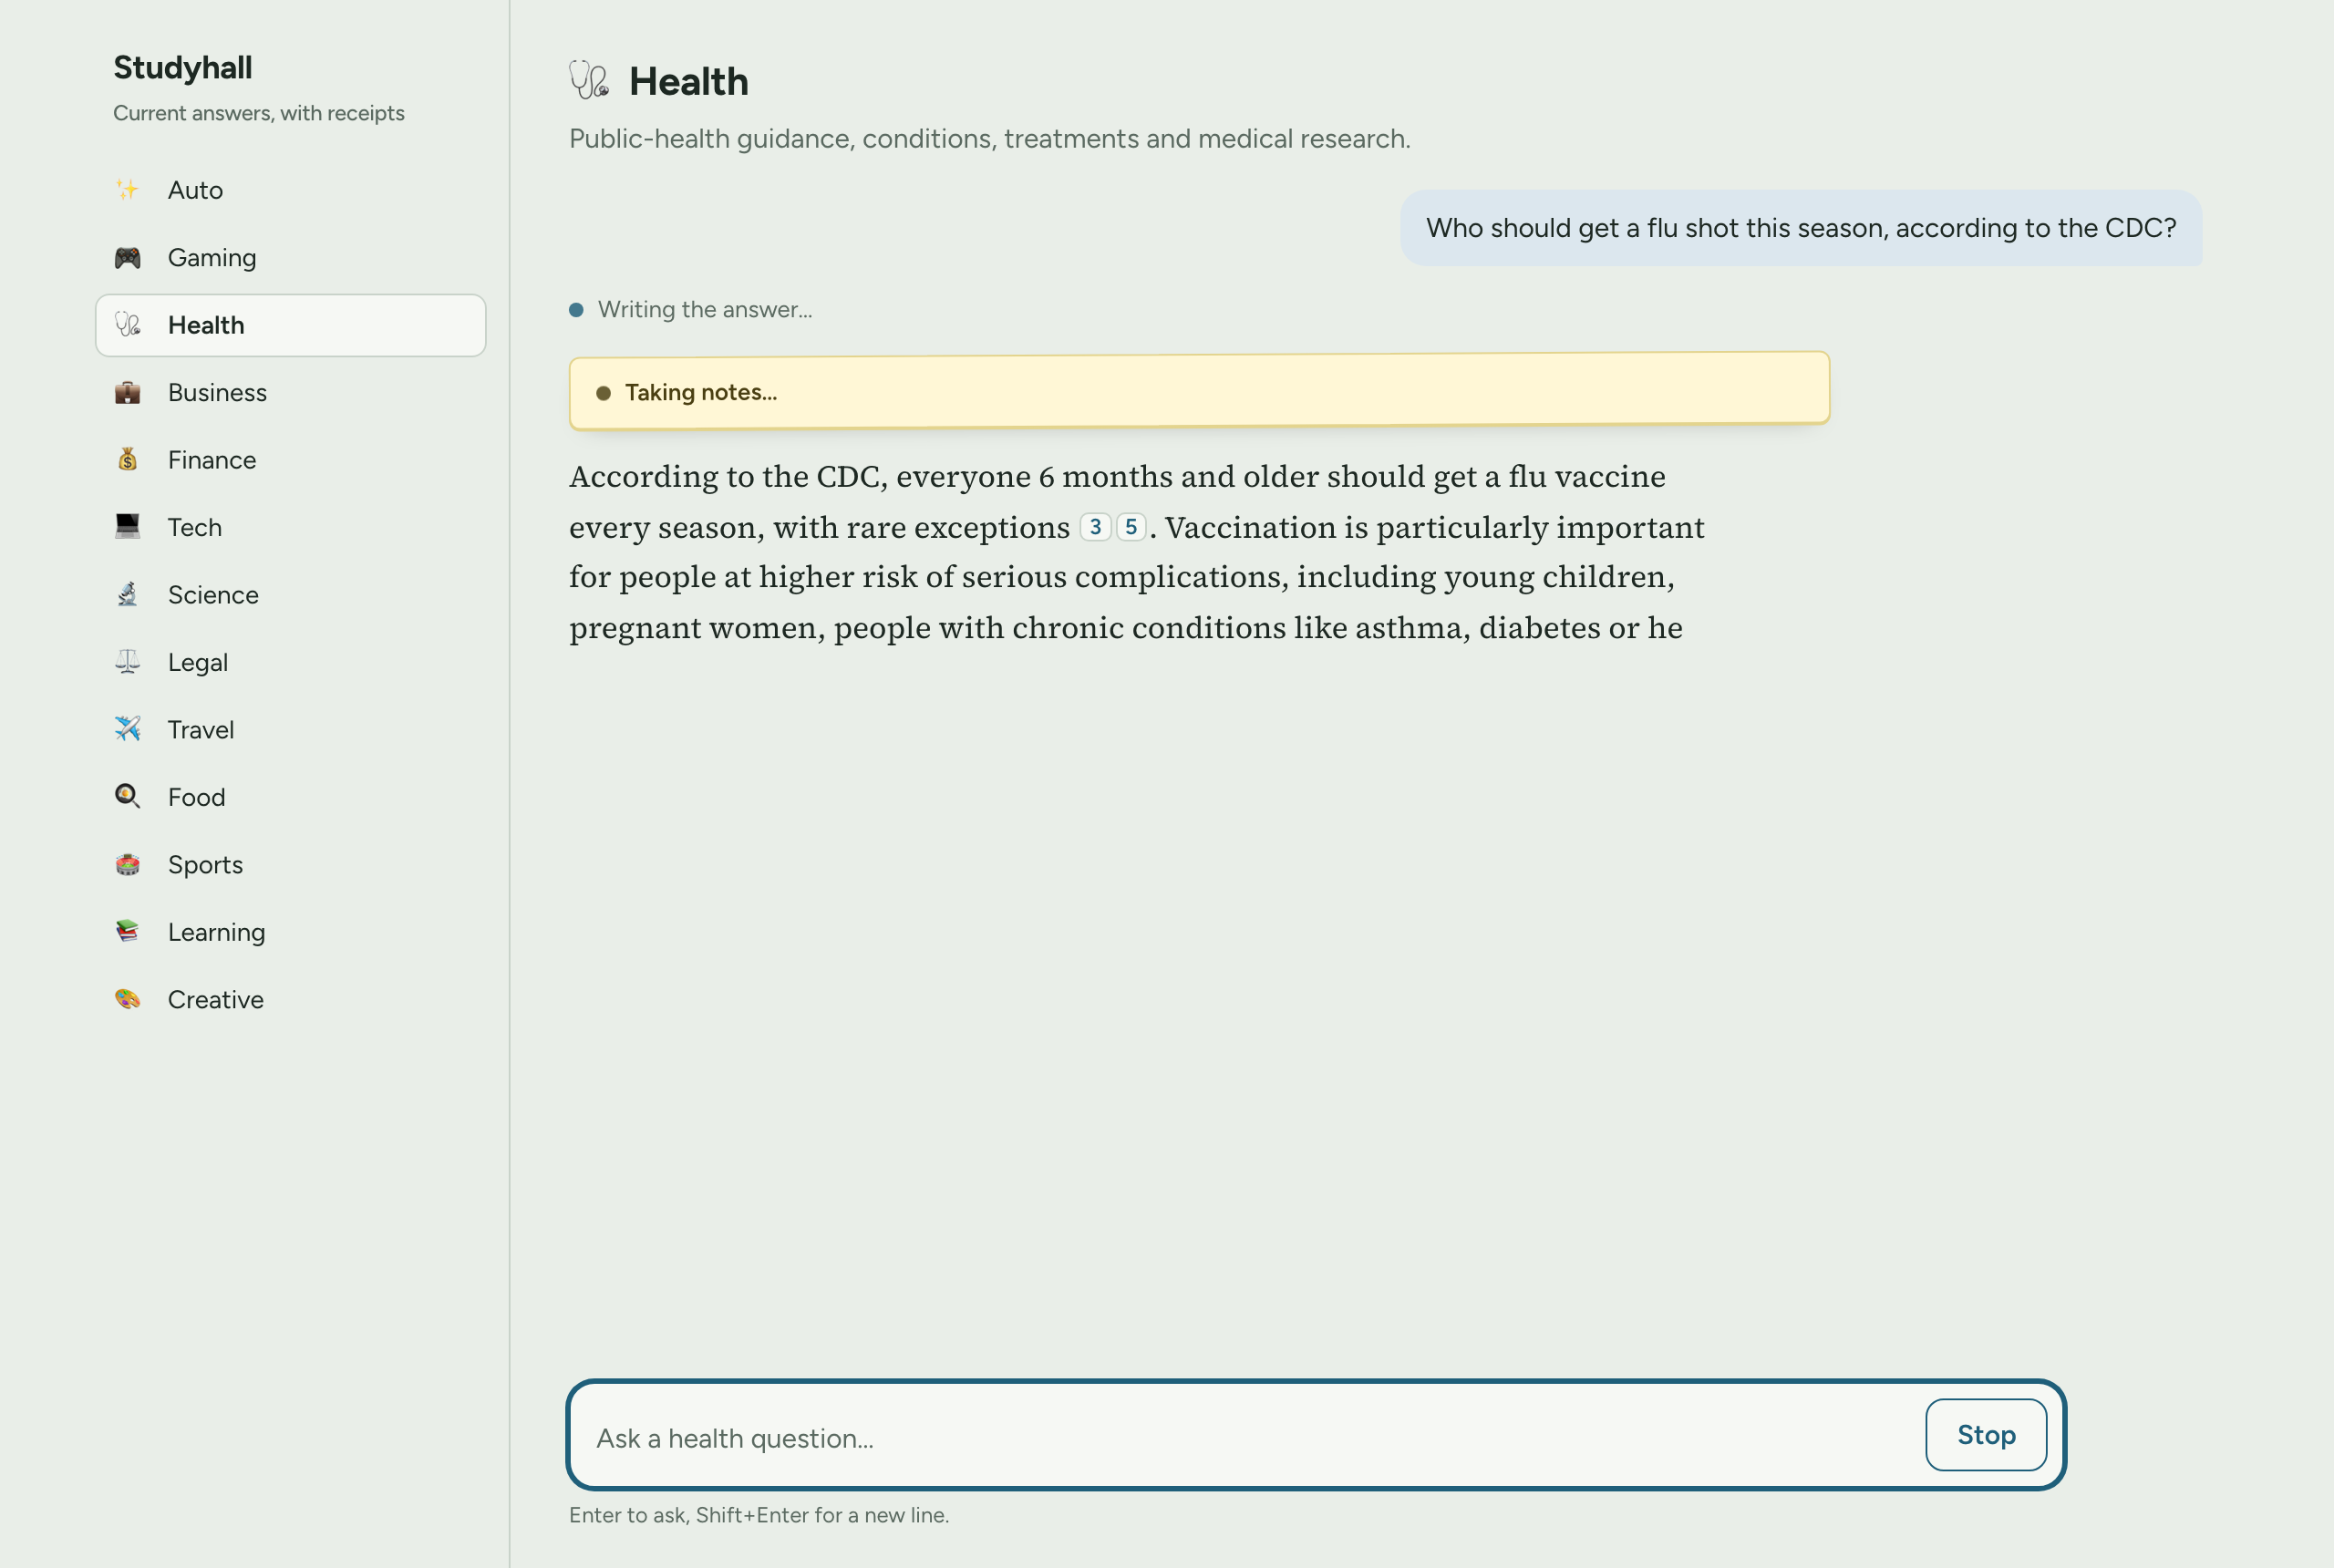 Studyhall
Current answers, with receipts
Auto
Gaming
Health
Business
Finance
Tech
Science
Legal
Travel
Food
Sports
Learning
Creative
Health
Public-health guidance, conditions, treatments and medical research.
Who should get a flu shot this season, according to the CDC?
Writing the answer...
Taking notes...
According to the CDC, everyone 6 months and older should get a flu vaccine
every season, with rare exceptions 3 5. Vaccination is particularly important
for people at higher risk of serious complications, including young children,
pregnant women, people with chronic conditions like asthma, diabetes or he
Ask a health question...
Stop
Enter to ask, Shift+Enter for a new line.